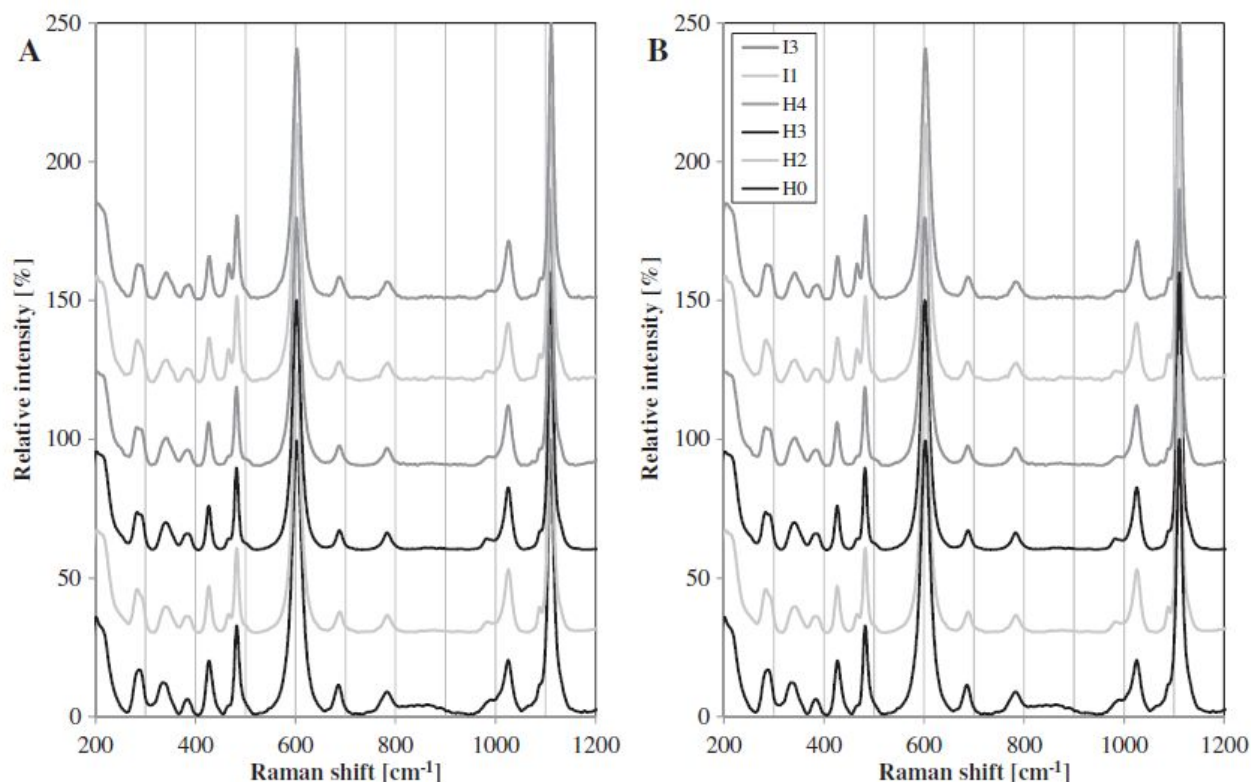 A
250
200
150
100
50
0
Relative intensity [%]
200 400 600 800 1000 1200
Raman shift [cm-1]
B
250
200
150
100
50
0
Relative intensity [%]
I3
I1
H4
H3
H2
H0
200 400 600 800 1000 1200
Raman shift [cm-1]